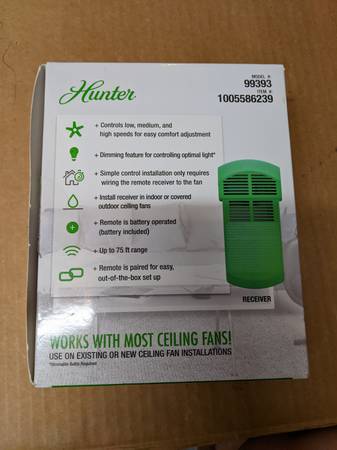 Hunter
MODEL #:
99393
ITEM #:
1005586239
+ Controls low, medium, and
high speeds for easy comfort adjustment
+ Dimming feature for controlling optimal light*
+ Simple control installation only requires
wiring the remote receiver to the fan
+ Install receiver in indoor or covered
outdoor ceiling fans
+ Remote is battery operated
(battery included)
+ Up to 75 ft range
+ Remote is paired for easy,
out-of-the-box set up
RECEIVER
WORKS WITH MOST CEILING FANS!
USE ON EXISTING OR NEW CEILING FAN INSTALLATIONS
*Dimmable Bulbs Required